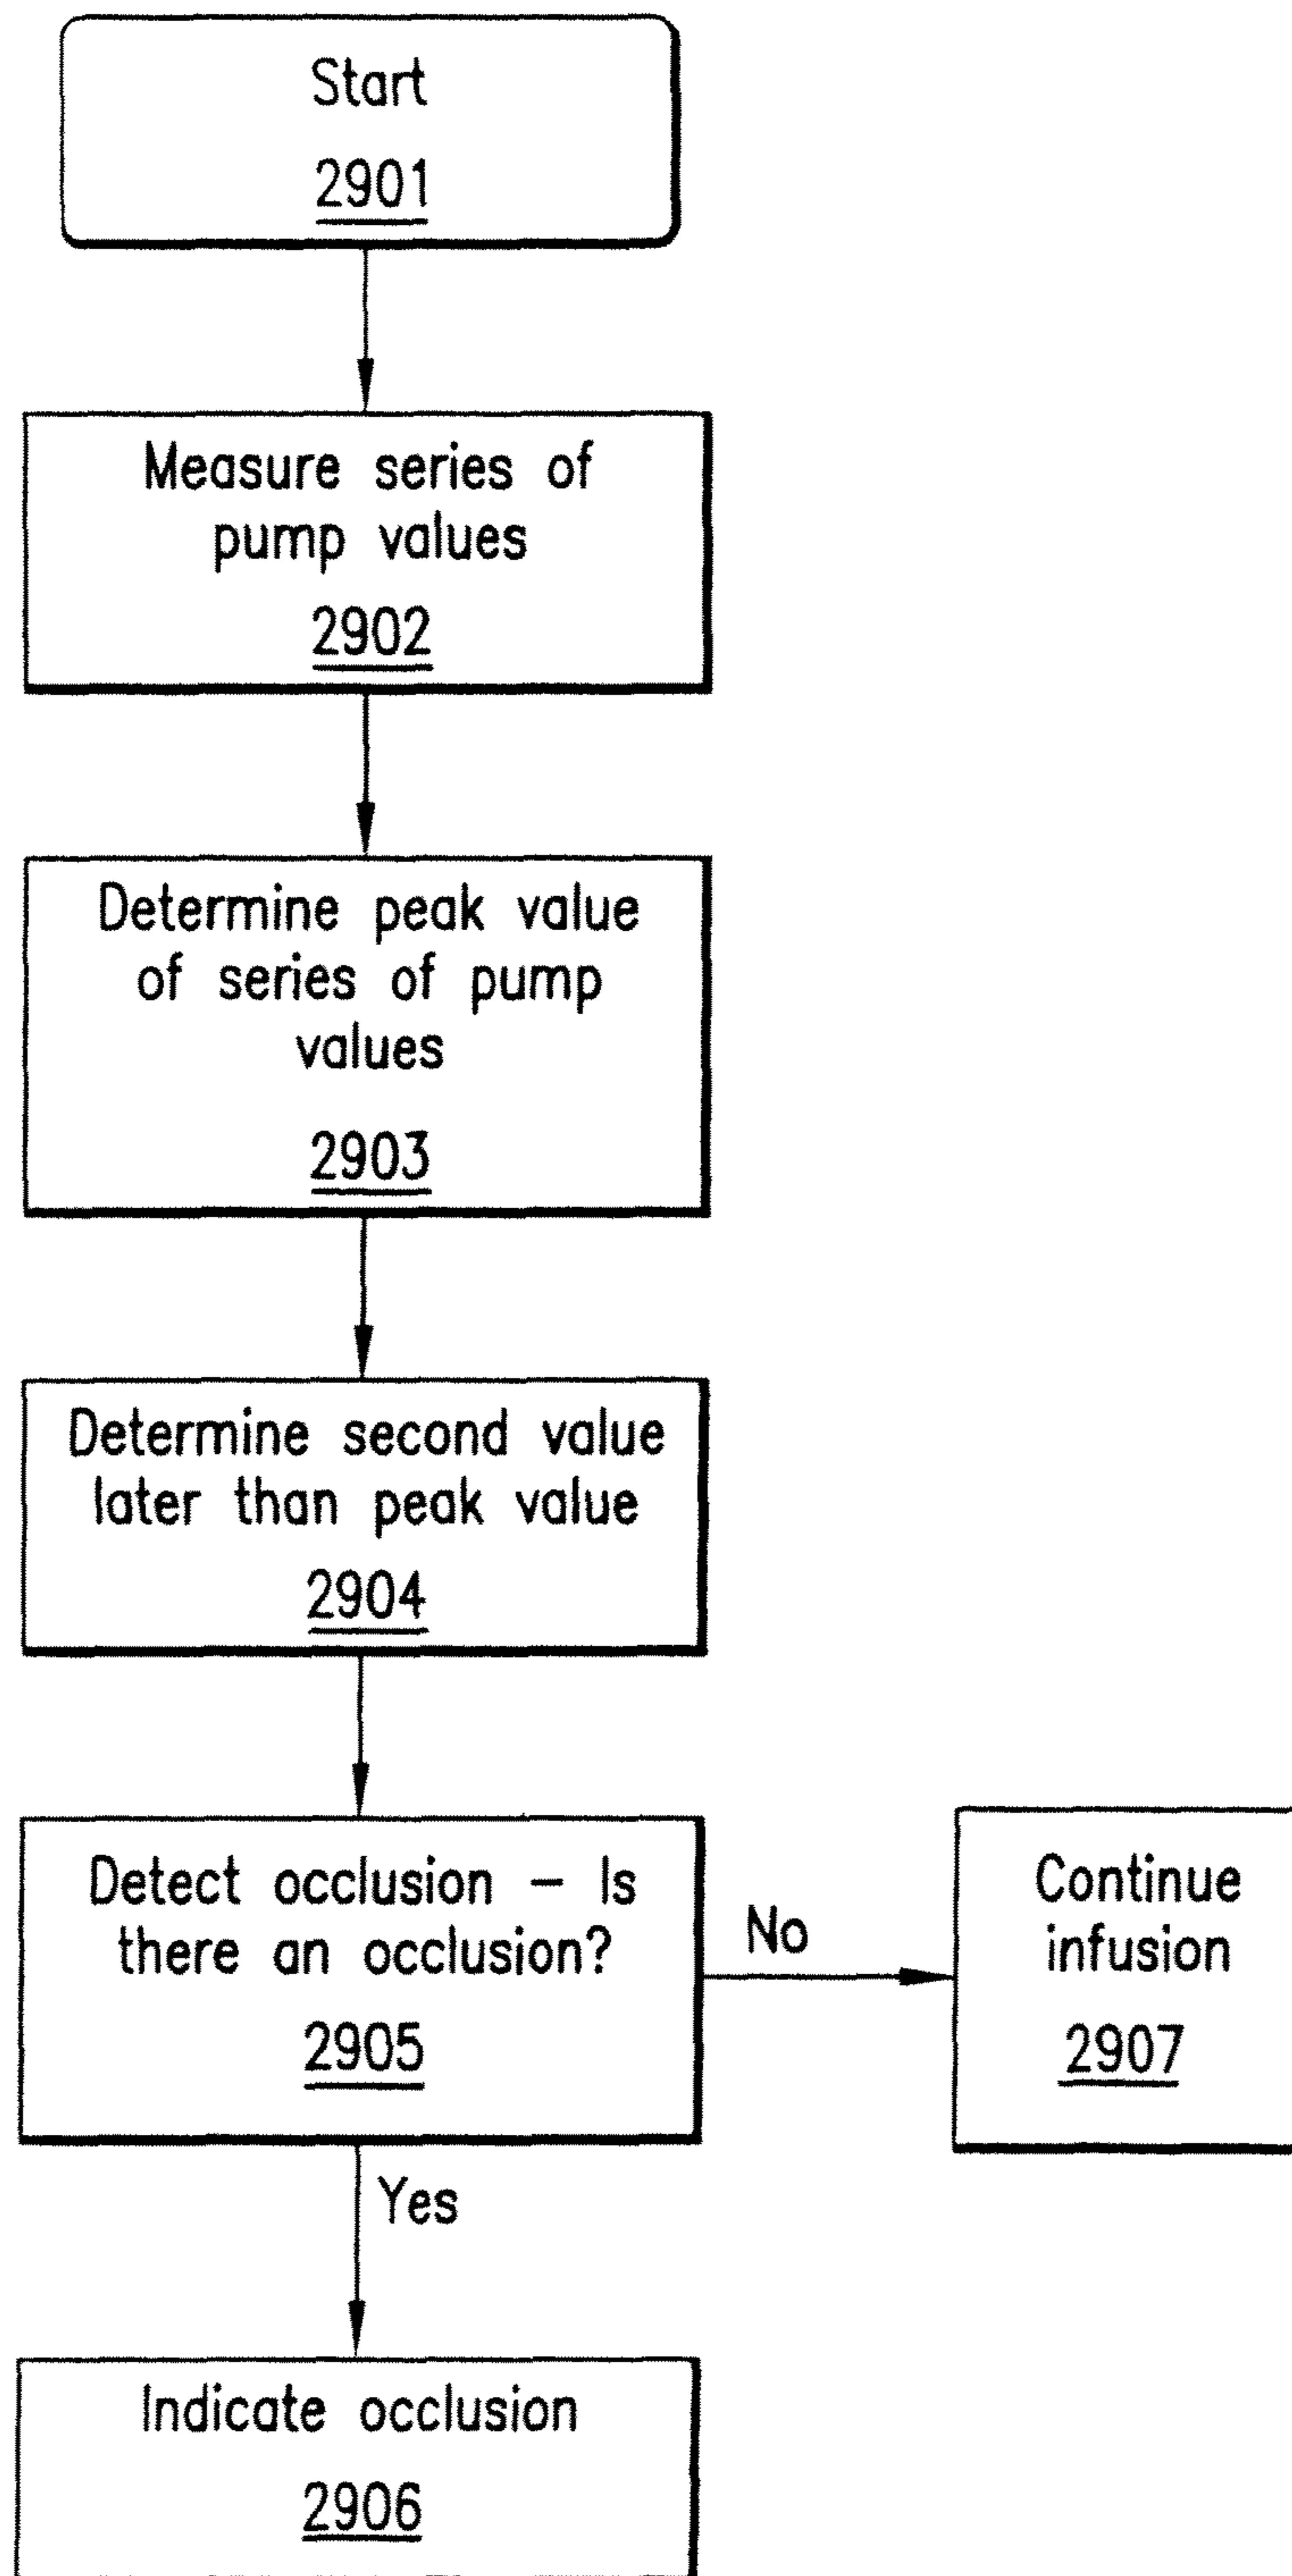 Start
2901
Measure series of
pump values
2902
Determine peak value
of series of pump
values
2903
Determine second value
later than peak value
2904
Detect occlusion – Is
there an occlusion?
2905
No
Continue
infusion
2907
Yes
Indicate occlusion
2906